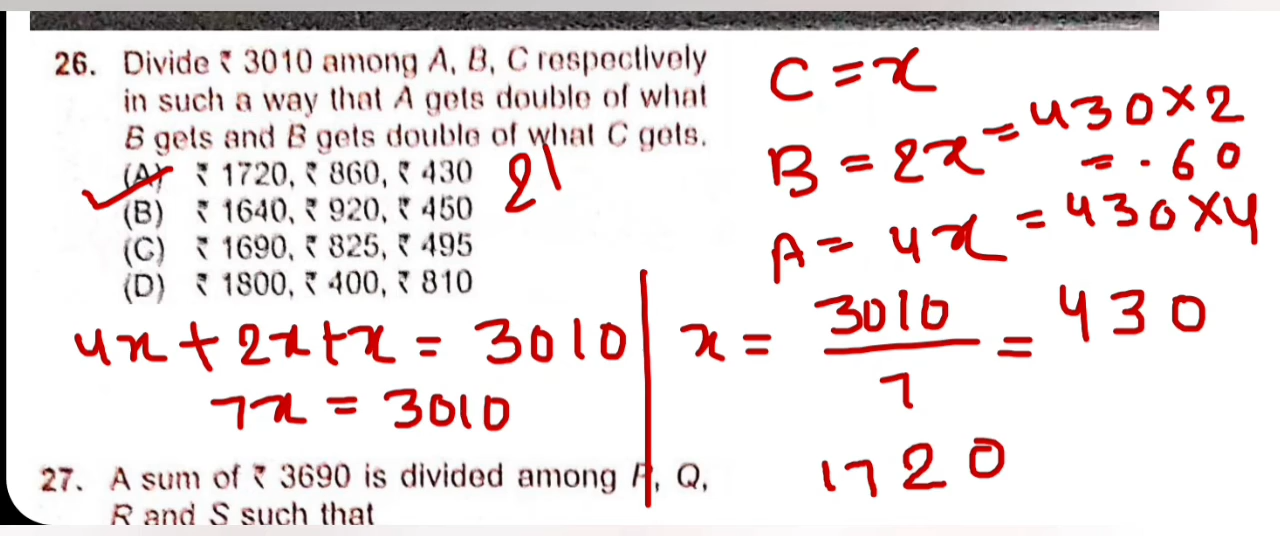 26. Divide ₹ 3010 among A, B, C respectively
in such a way that A gets double of what
B gets and B gets double of what C gets.
(A) ₹ 1720, ₹ 860, ₹ 430
(B) ₹ 1640, ₹ 920, ₹ 450
(C) ₹ 1690, ₹ 825, ₹ 495
(D) ₹ 1800, ₹ 400, ₹ 810
4x + 2x + x = 3010
7x = 3010
C = x
B = 2x = 430 × 2
= . 60
A = 4x = 430 × 4
x = 3010 / 7 = 430
1720
27. A sum of ₹ 3690 is divided among P, Q,
R and S such that